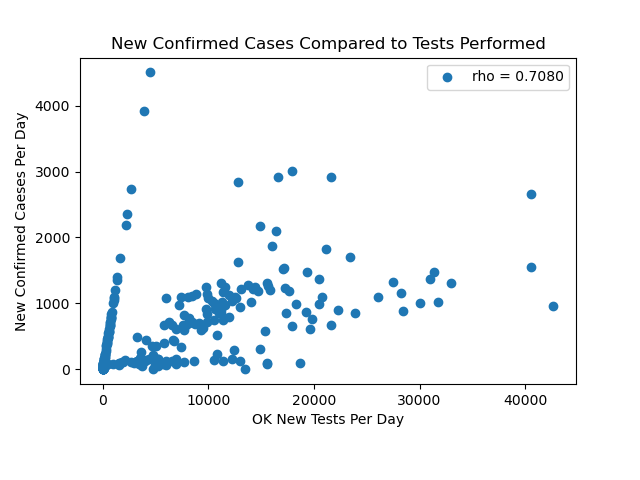 New Confirmed Cases Compared to Tests Performed
rho = 0.7080
New Confirmed Caeses Per Day
4000
3000
2000
1000
0
0 10000 20000 30000 40000
OK New Tests Per Day